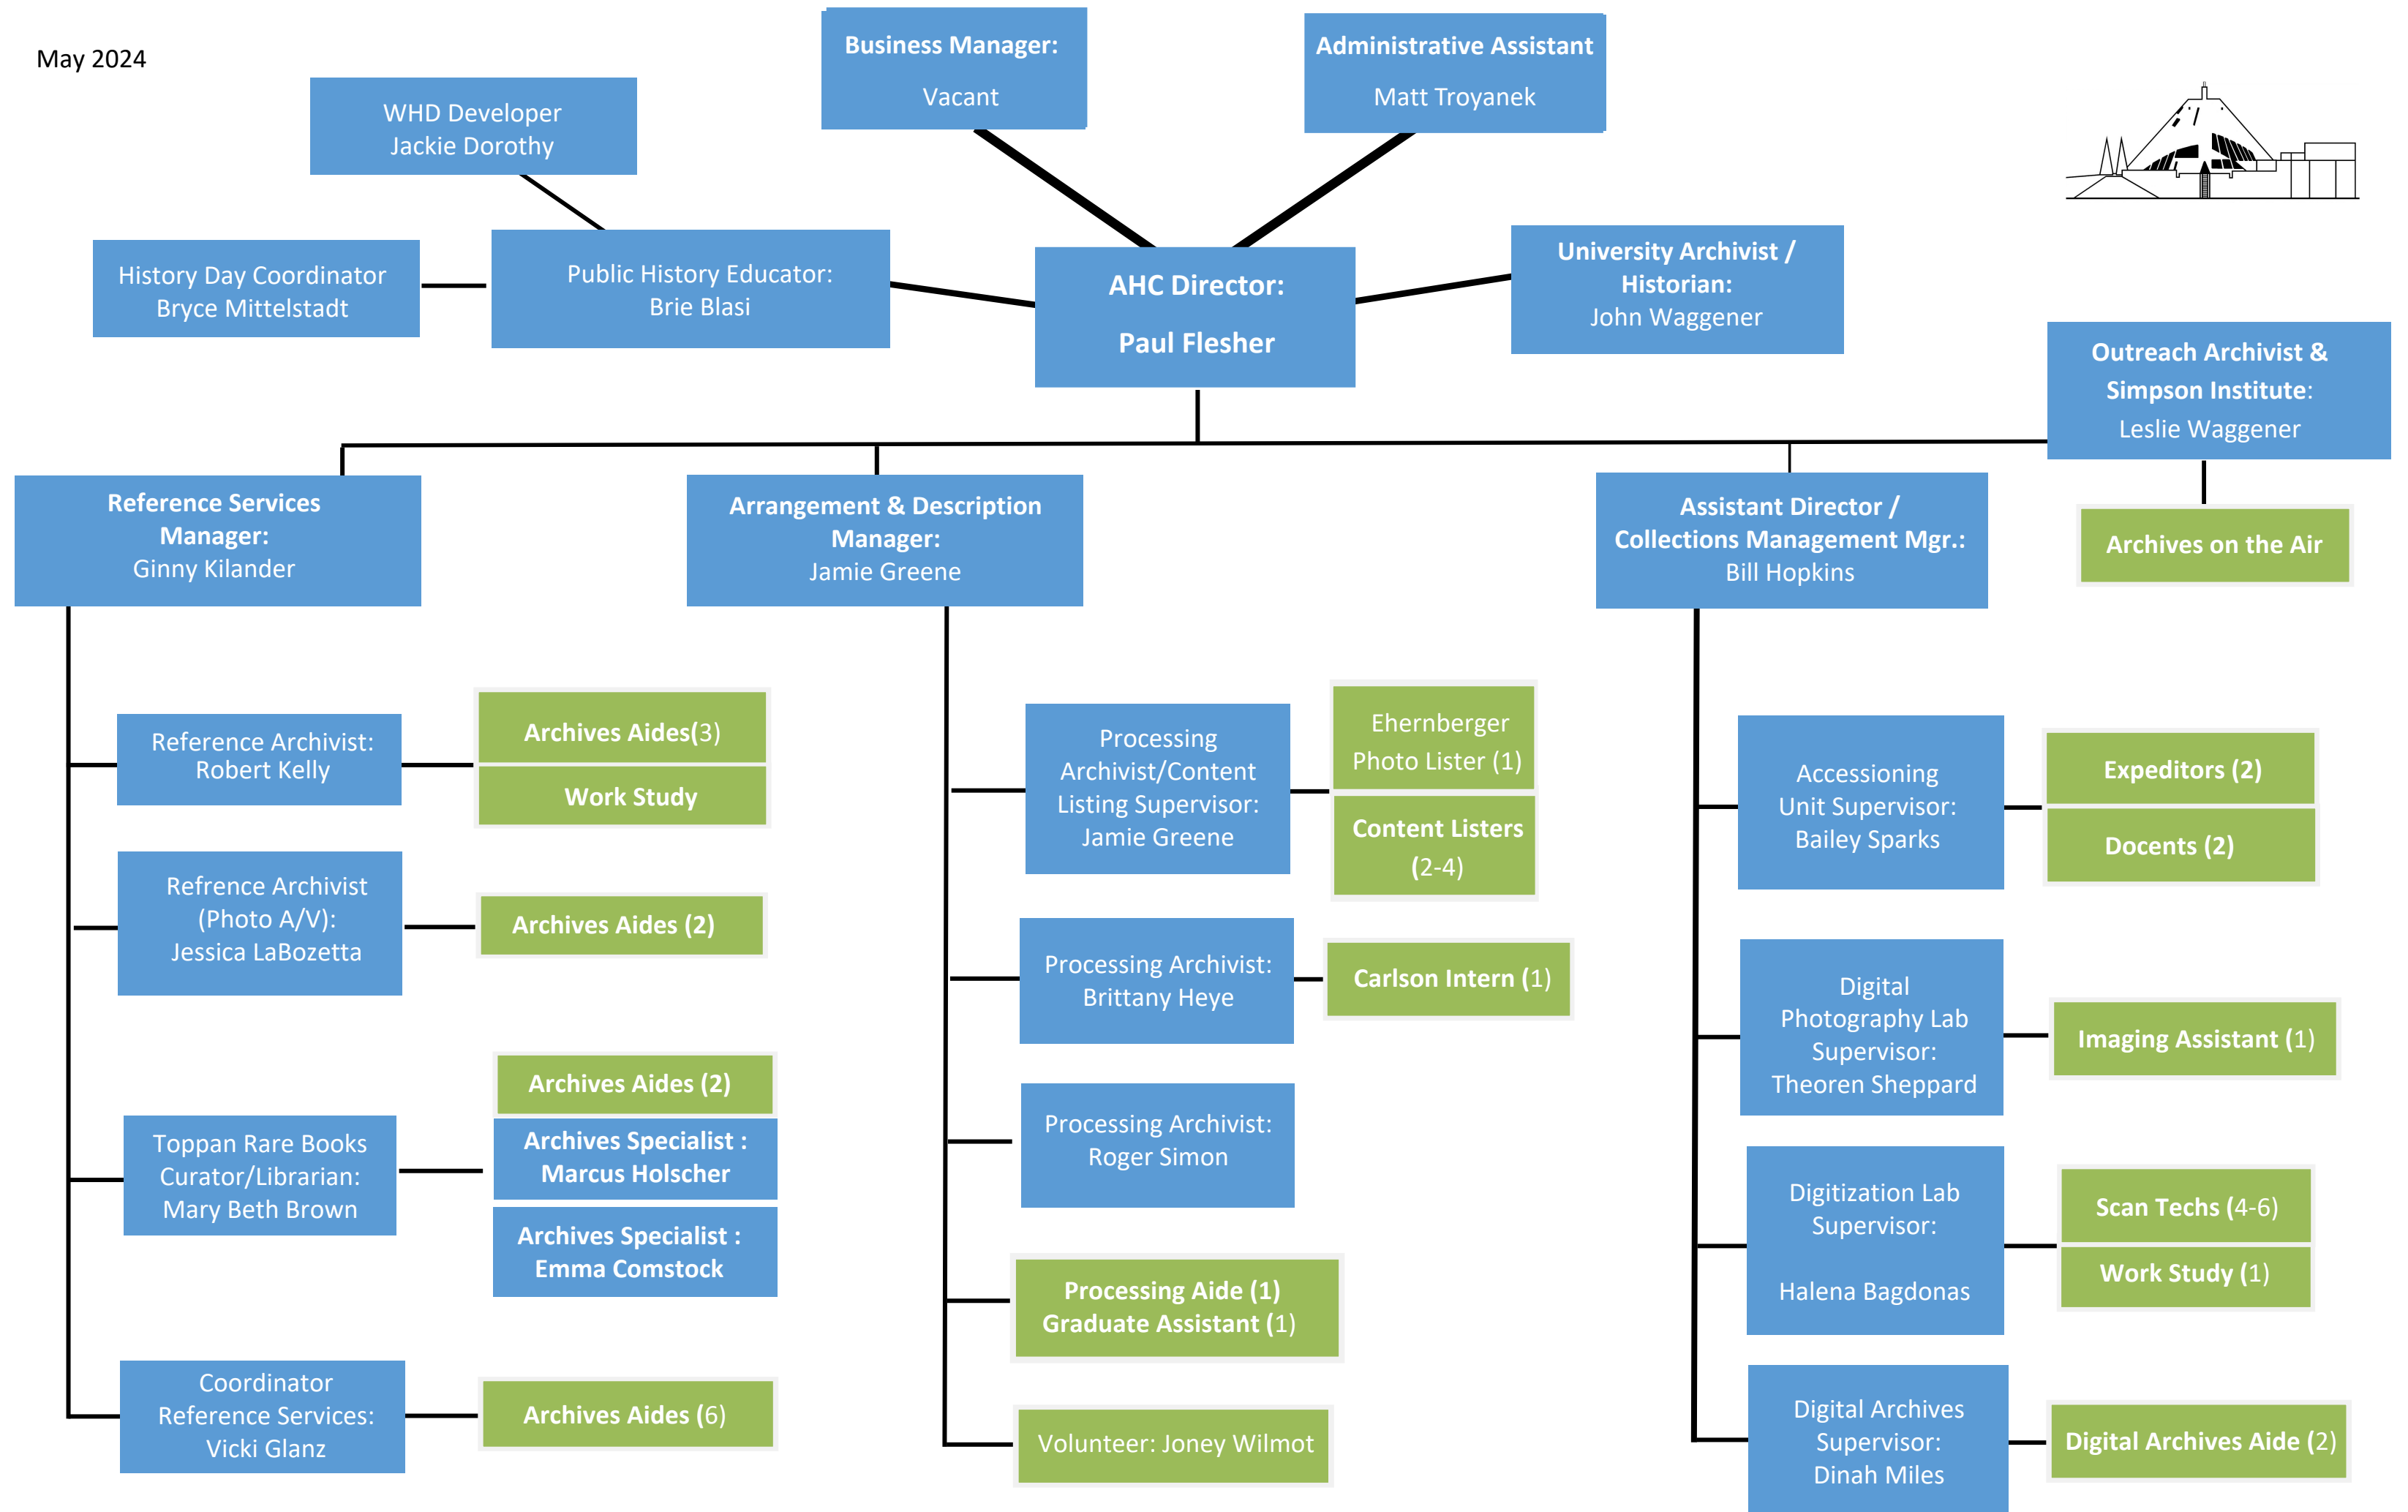 May 2024
Business Manager:
Vacant
Administrative Assistant
Matt Troyanek
WHD Developer
Jackie Dorothy
History Day Coordinator
Bryce Mittelstadt
Public History Educator:
Brie Blasi
AHC Director:
Paul Flesher
University Archivist /
Historian:
John Waggener
Outreach Archivist &
Simpson Institute:
Leslie Waggener
Archives on the Air
Reference Services
Manager:
Ginny Kilander
Arrangement & Description
Manager:
Jamie Greene
Assistant Director /
Collections Management Mgr.:
Bill Hopkins
Reference Archivist:
Robert Kelly
Archives Aides(3)
Work Study
Refrence Archivist
(Photo A/V):
Jessica LaBozetta
Archives Aides (2)
Toppan Rare Books
Curator/Librarian:
Mary Beth Brown
Archives Aides (2)
Archives Specialist :
Marcus Holscher
Archives Specialist :
Emma Comstock
Coordinator
Reference Services:
Vicki Glanz
Archives Aides (6)
Processing
Archivist/Content
Listing Supervisor:
Jamie Greene
Ehernberger
Photo Lister (1)
Content Listers
(2-4)
Processing Archivist:
Brittany Heye
Carlson Intern (1)
Processing Archivist:
Roger Simon
Processing Aide (1)
Graduate Assistant (1)
Volunteer: Joney Wilmot
Accessioning
Unit Supervisor:
Bailey Sparks
Expeditors (2)
Docents (2)
Digital
Photography Lab
Supervisor:
Theoren Sheppard
Imaging Assistant (1)
Digitization Lab
Supervisor:
Halena Bagdonas
Scan Techs (4-6)
Work Study (1)
Digital Archives
Supervisor:
Dinah Miles
Digital Archives Aide (2)